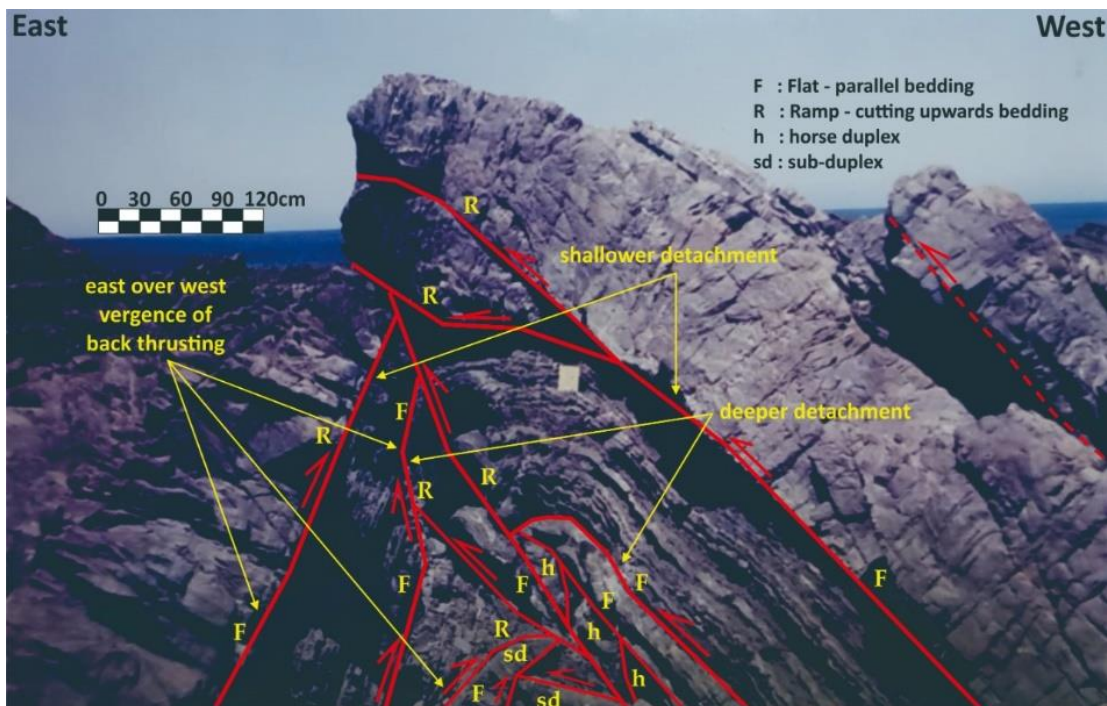 East
West
F : Flat - parallel bedding
R : Ramp - cutting upwards bedding
h : horse duplex
sd : sub-duplex
0 30 60 90 120cm
R
shallower detachment
east over west
vergence of
back thrusting
R
F
deeper detachment
R
R
R
F
h
F
F
F
F
R
h
sd
F
F
h
sd